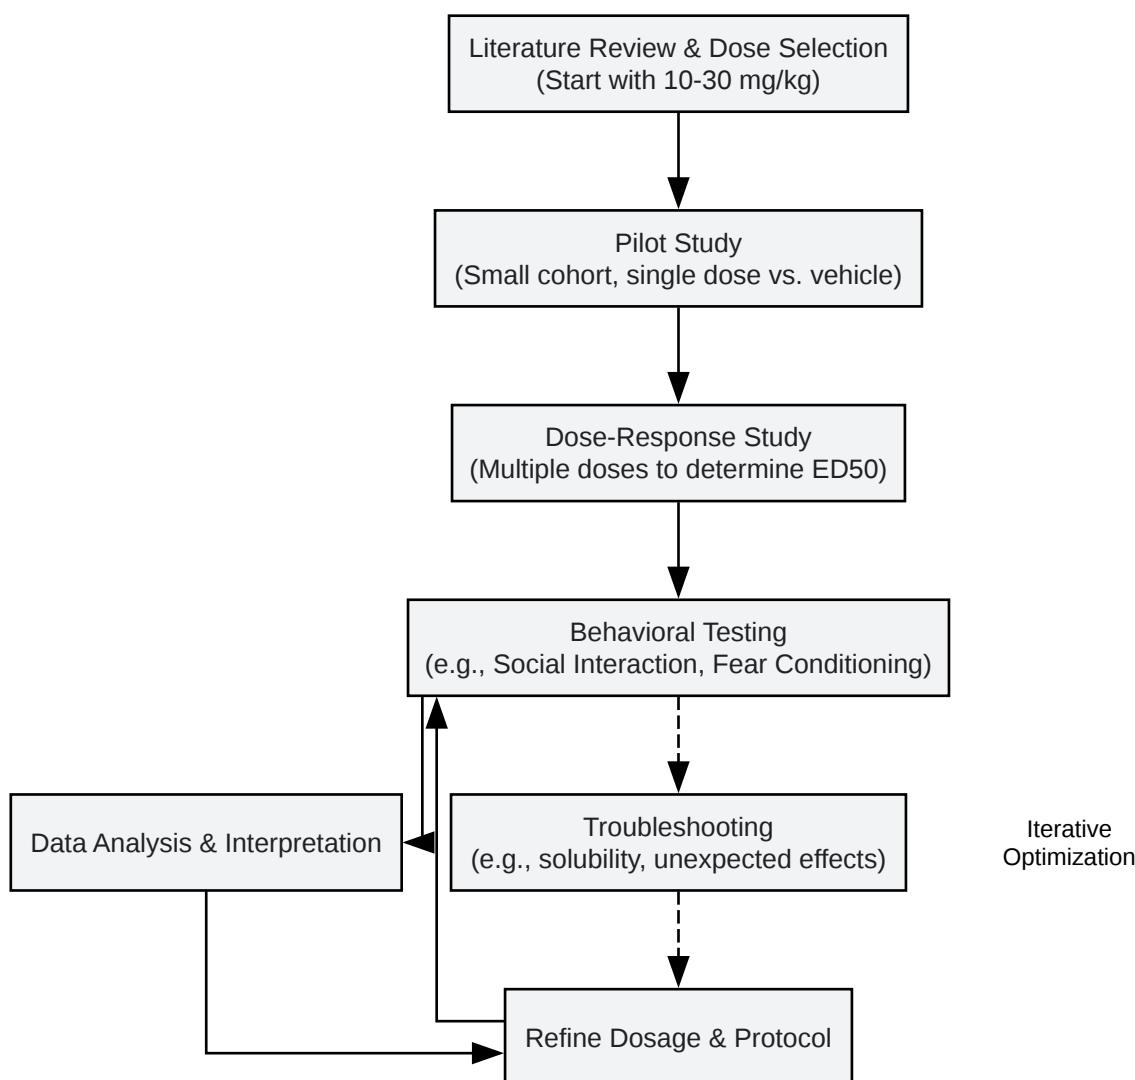 Literature Review & Dose Selection
(Start with 10-30 mg/kg)
Pilot Study
(Small cohort, single dose vs. vehicle)
Dose-Response Study
(Multiple doses to determine ED50)
Behavioral Testing
(e.g., Social Interaction, Fear Conditioning)
Data Analysis & Interpretation
Troubleshooting
(e.g., solubility, unexpected effects)
Iterative
Optimization
Refine Dosage & Protocol